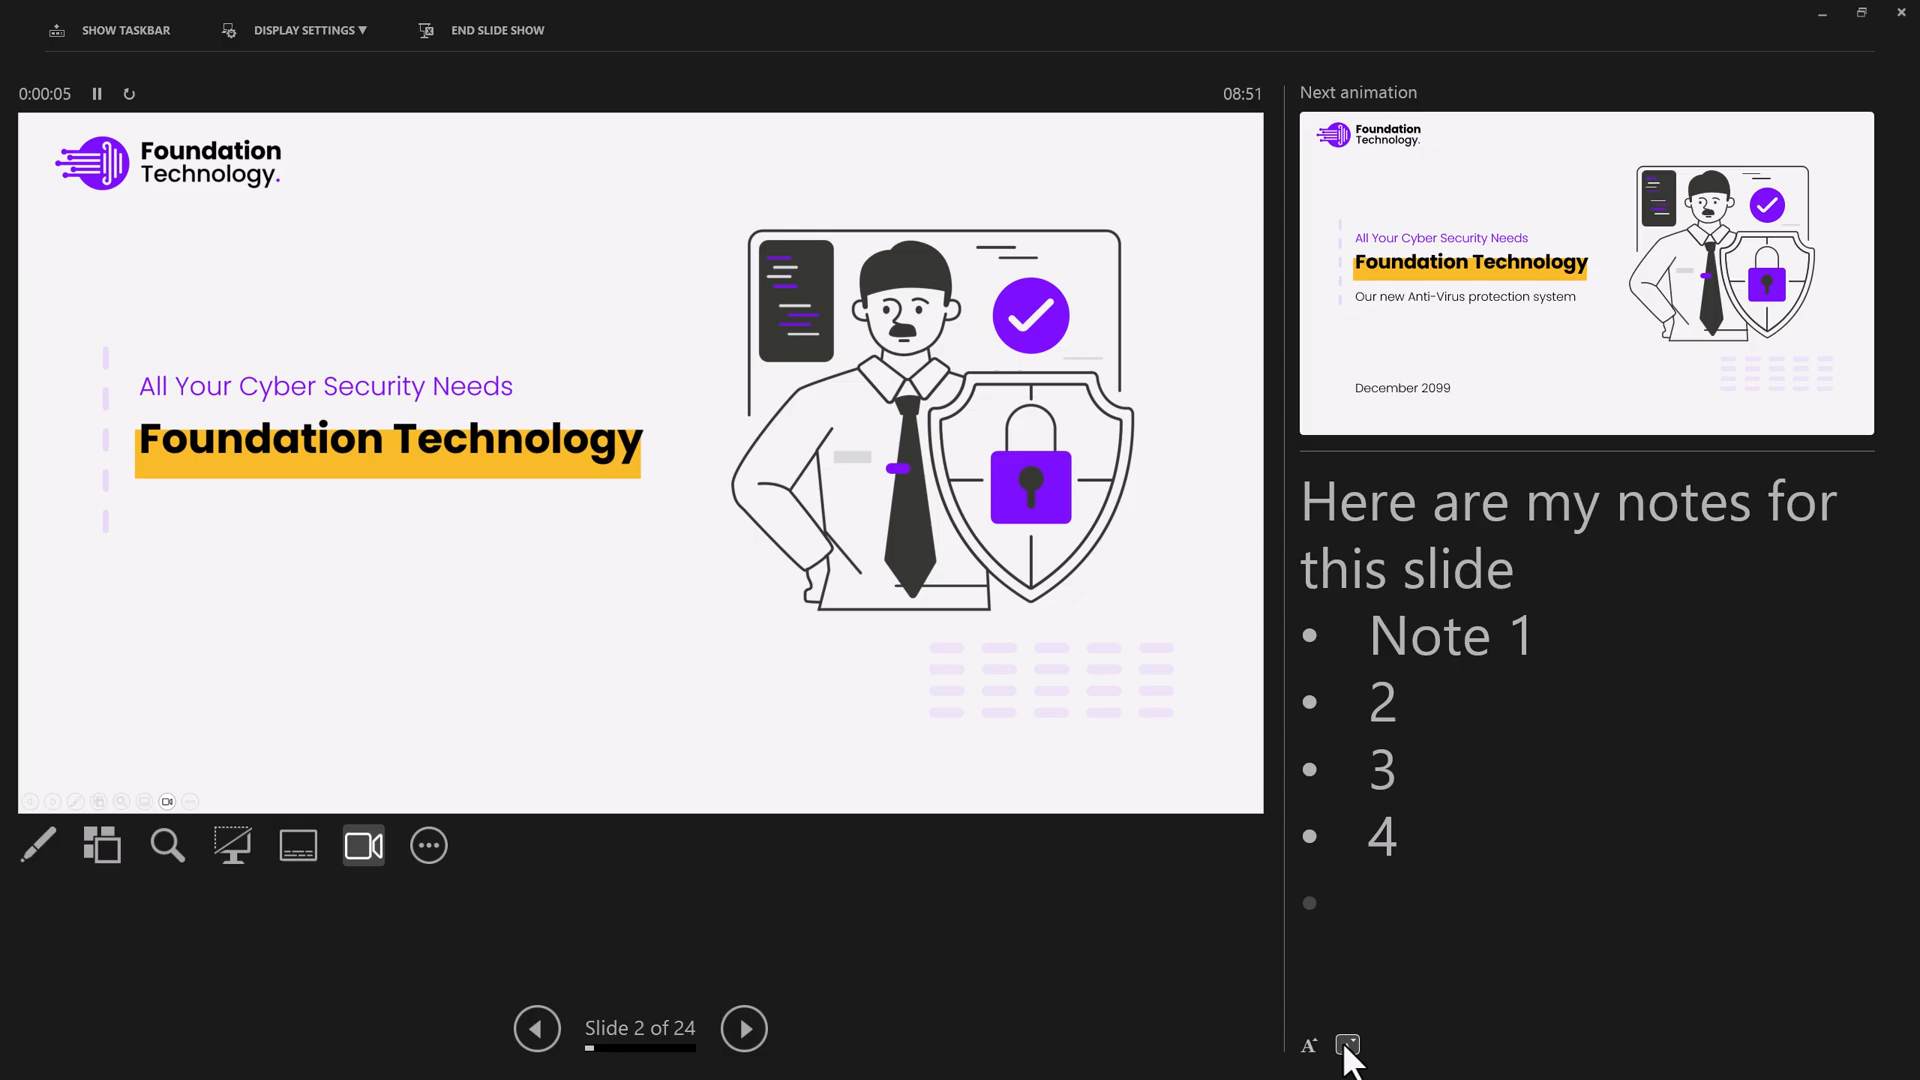 SHOW TASKBAR
DISPLAY SETTINGS ▼
END SLIDE SHOW
0:00:05
08:51
Foundation
Technology.
All Your Cyber Security Needs
Foundation Technology
Slide 2 of 24
Next animation
Foundation
Technology.
All Your Cyber Security Needs
Foundation Technology
Our new Anti-Virus protection system
December 2099
Here are my notes for
this slide
• Note 1
• 2
• 3
• 4
•
A